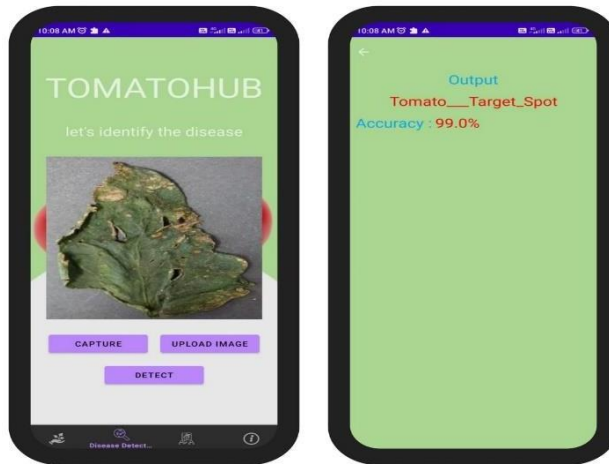 10:08 AM
TOMATOHUB
let's identify the disease
CAPTURE
UPLOAD IMAGE
DETECT
Disease Detect...
10:08 AM
Output
Tomato___Target_Spot
Accuracy : 99.0%